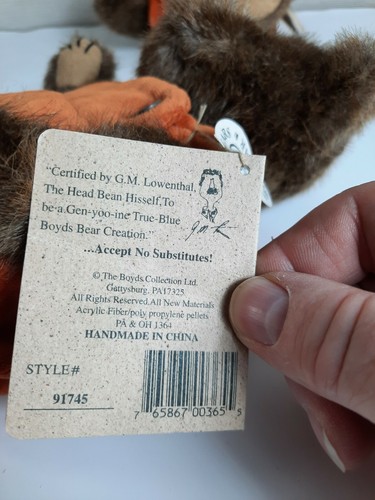 "Certified by G.M. Lowenthal,
The Head Bean Hisself,To
be-a Gen-yoo-ine True-Blue
Boyds Bear Creation."
...Accept No Substitutes!
©The Boyds Collection Ltd.
Gettysburg, PA17325
All Rights Reserved.All New Materials
Acrylic Fiber/poly propylene pellets
PA & OH 1364
HANDMADE IN CHINA
STYLE#
91745
7 65867 00365 5